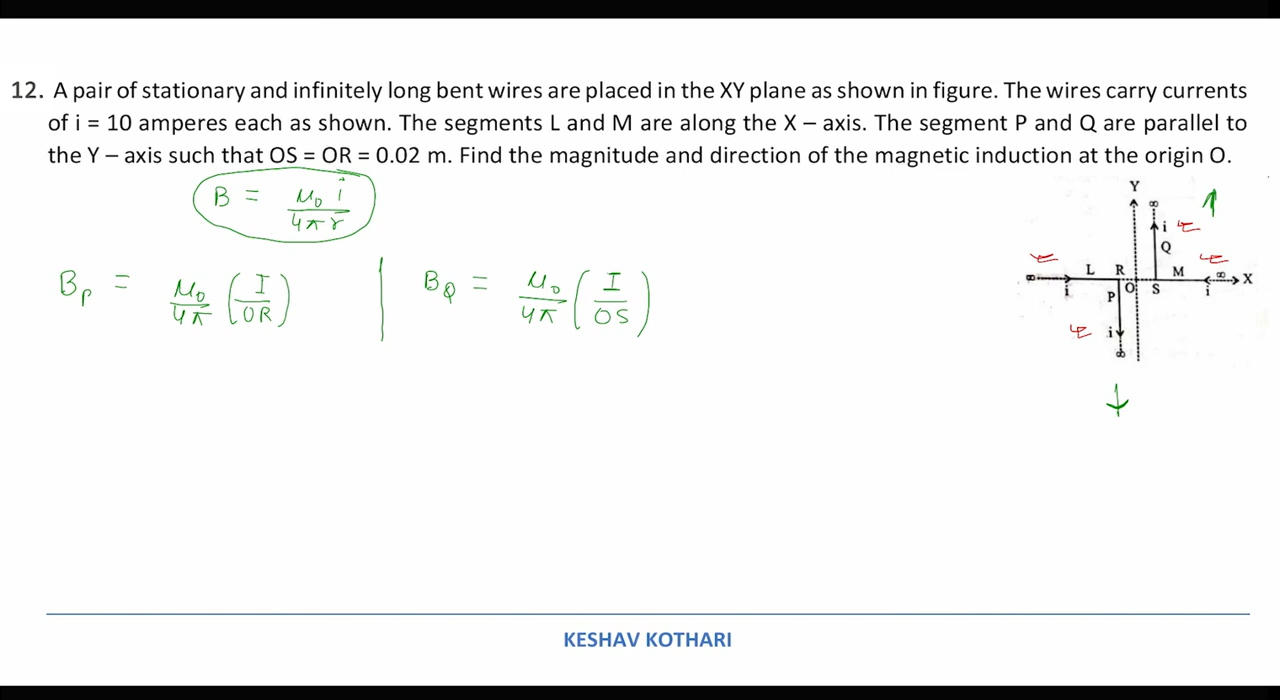 12. A pair of stationary and infinitely long bent wires are placed in the XY plane as shown in figure. The wires carry currents
of i = 10 amperes each as shown. The segments L and M are along the X – axis. The segment P and Q are parallel to
the Y – axis such that OS = OR = 0.02 m. Find the magnitude and direction of the magnetic induction at the origin O.
B = μ₀ i / 4π r
B_P = μ₀ / 4π ( I / OR )
B_Q = μ₀ / 4π ( I / OS )
Y
∞
i
Q
L R M
∞ ∞ X
i P O S i
i
∞
KESHAV KOTHARI